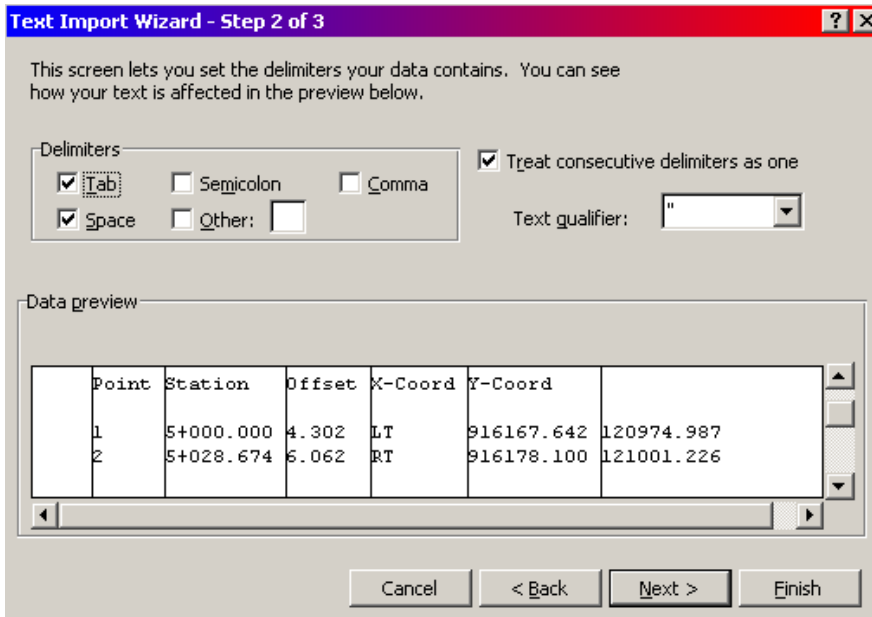 Text Import Wizard - Step 2 of 3
This screen lets you set the delimiters your data contains.  You can see
how your text is affected in the preview below.
Delimiters
Tab Semicolon Comma
Space Other:
Treat consecutive delimiters as one
Text qualifier: "
Data preview
Point Station Offset X-Coord Y-Coord
1 5+000.000 4.302 LT 916167.642 120974.987
2 5+028.674 6.062 RT 916178.100 121001.226
Cancel < Back Next > Finish